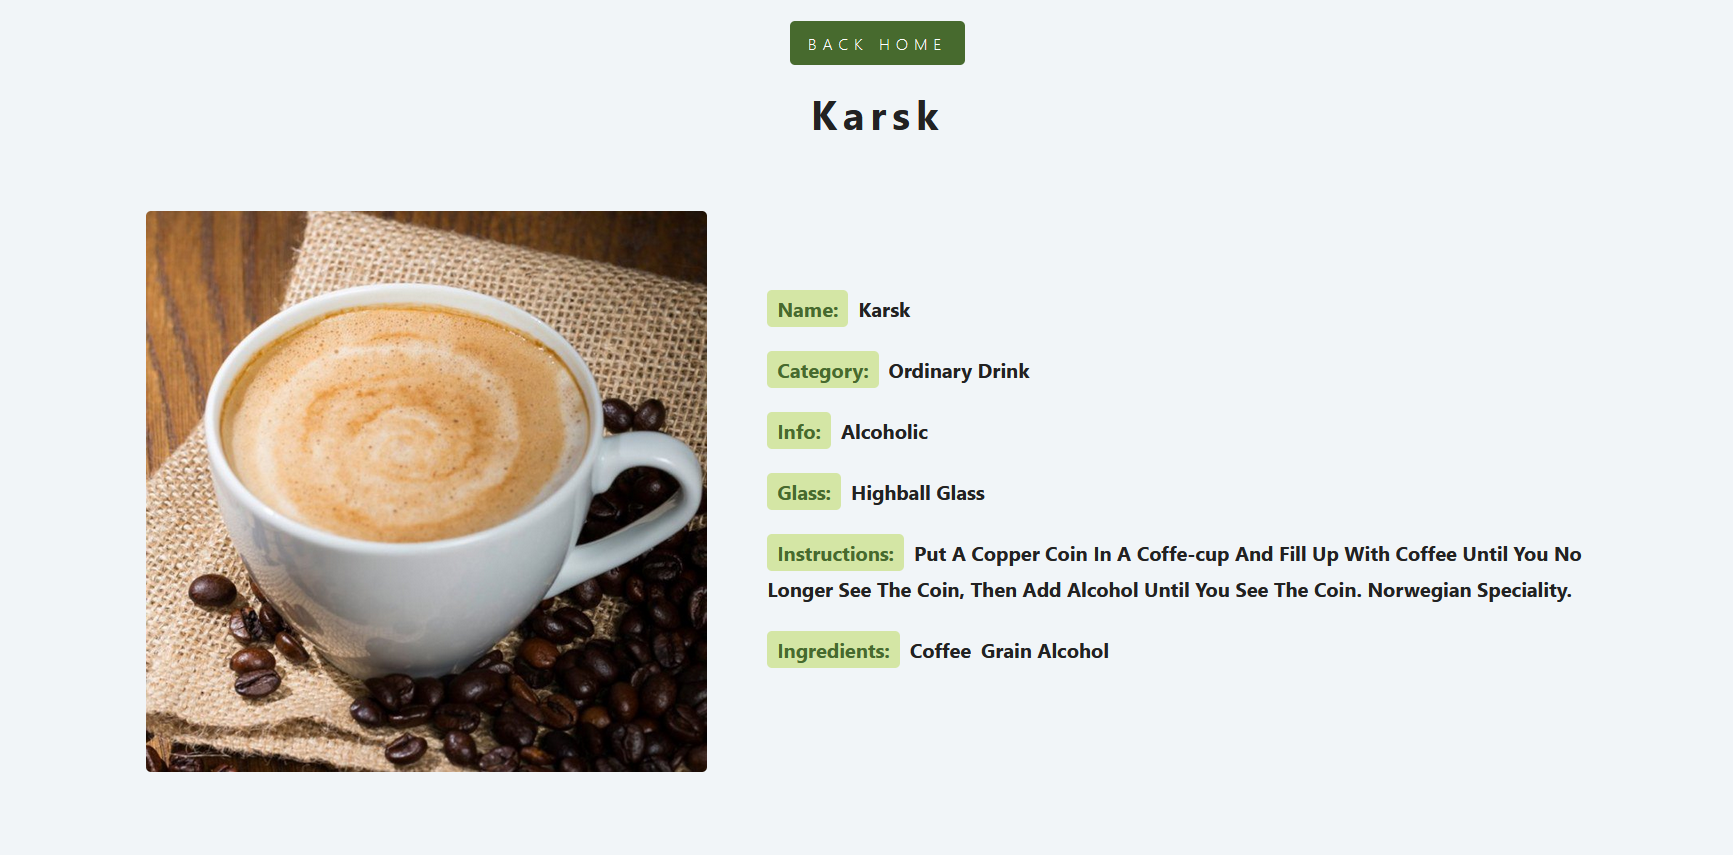 BACK HOME
Karsk
Name: Karsk
Category: Ordinary Drink
Info: Alcoholic
Glass: Highball Glass
Instructions: Put A Copper Coin In A Coffe-cup And Fill Up With Coffee Until You No
Longer See The Coin, Then Add Alcohol Until You See The Coin. Norwegian Speciality.
Ingredients: Coffee Grain Alcohol